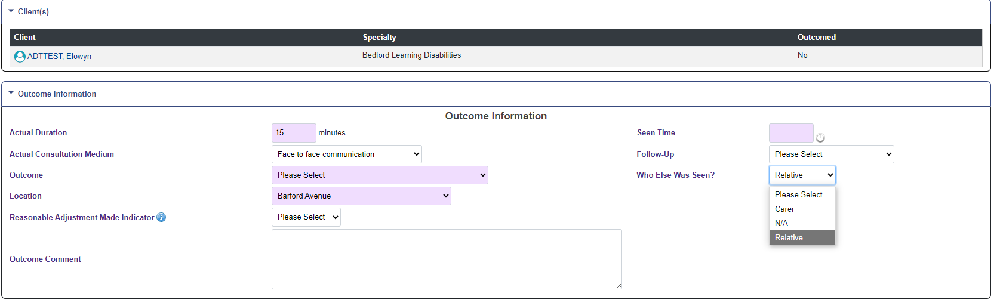 Client(s)
Client Specialty Outcomed
ADTTEST, Elowyn Bedford Learning Disabilities No
Outcome Information
Outcome Information
Actual Duration 15 minutes Seen Time
Actual Consultation Medium Face to face communication Follow-Up Please Select
Outcome Please Select Who Else Was Seen? Relative
Location Barford Avenue Please Select
Carer
Reasonable Adjustment Made Indicator Please Select
N/A
Relative
Outcome Comment